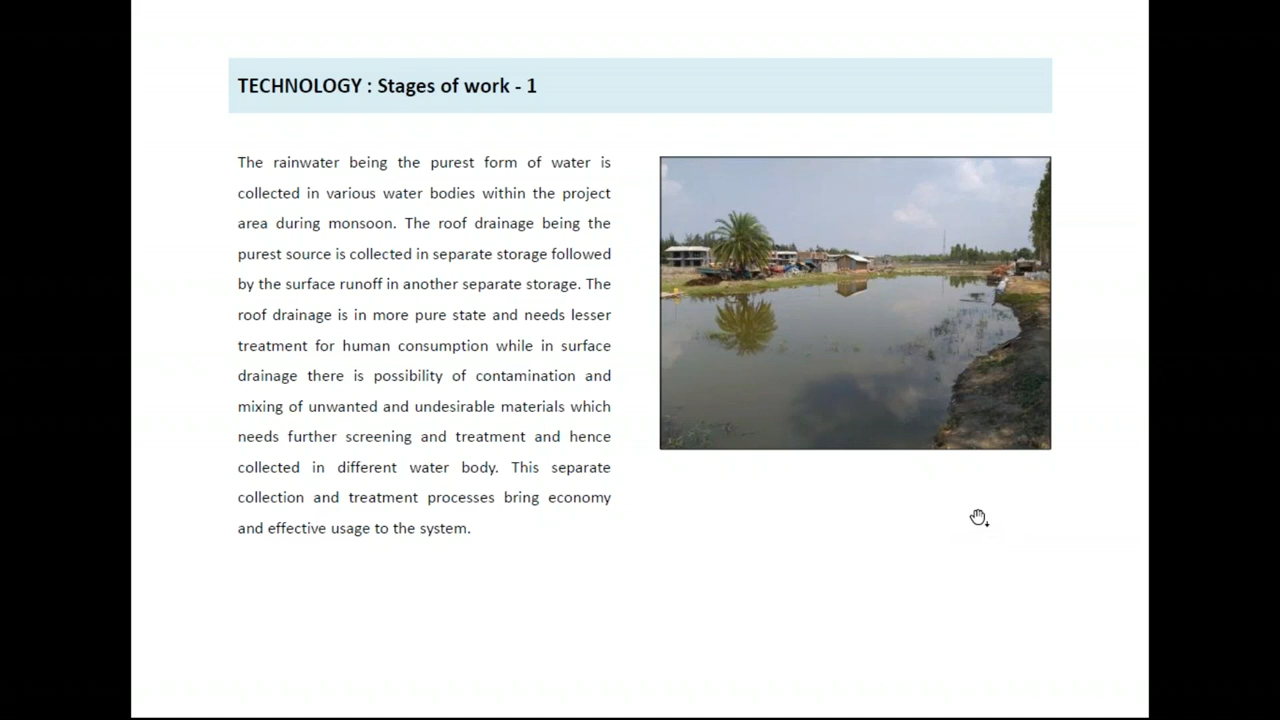 TECHNOLOGY : Stages of work - 1
The rainwater being the purest form of water is
collected in various water bodies within the project
area during monsoon. The roof drainage being the
purest source is collected in separate storage followed
by the surface runoff in another separate storage. The
roof drainage is in more pure state and needs lesser
treatment for human consumption while in surface
drainage there is possibility of contamination and
mixing of unwanted and undesirable materials which
needs further screening and treatment and hence
collected in different water body. This separate
collection and treatment processes bring economy
and effective usage to the system.